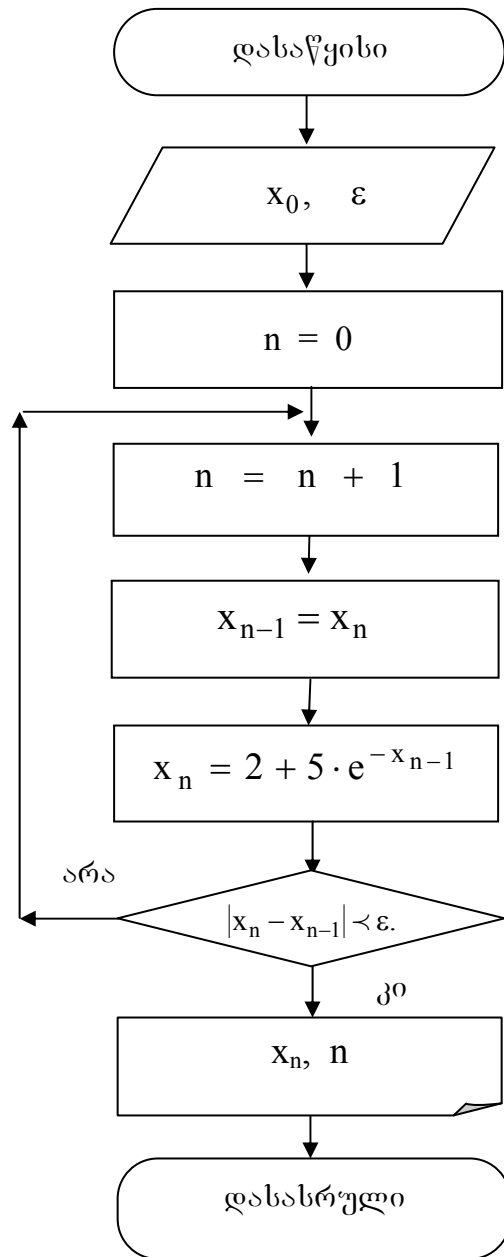 დასაწყისი
x₀, ε
n = 0
n = n + 1
xₙ₋₁ = xₙ
xₙ = 2 + 5 · e^{-xₙ₋₁}
არა
|xₙ − xₙ₋₁| ≺ ε.
კი
xₙ, n
დასასრული